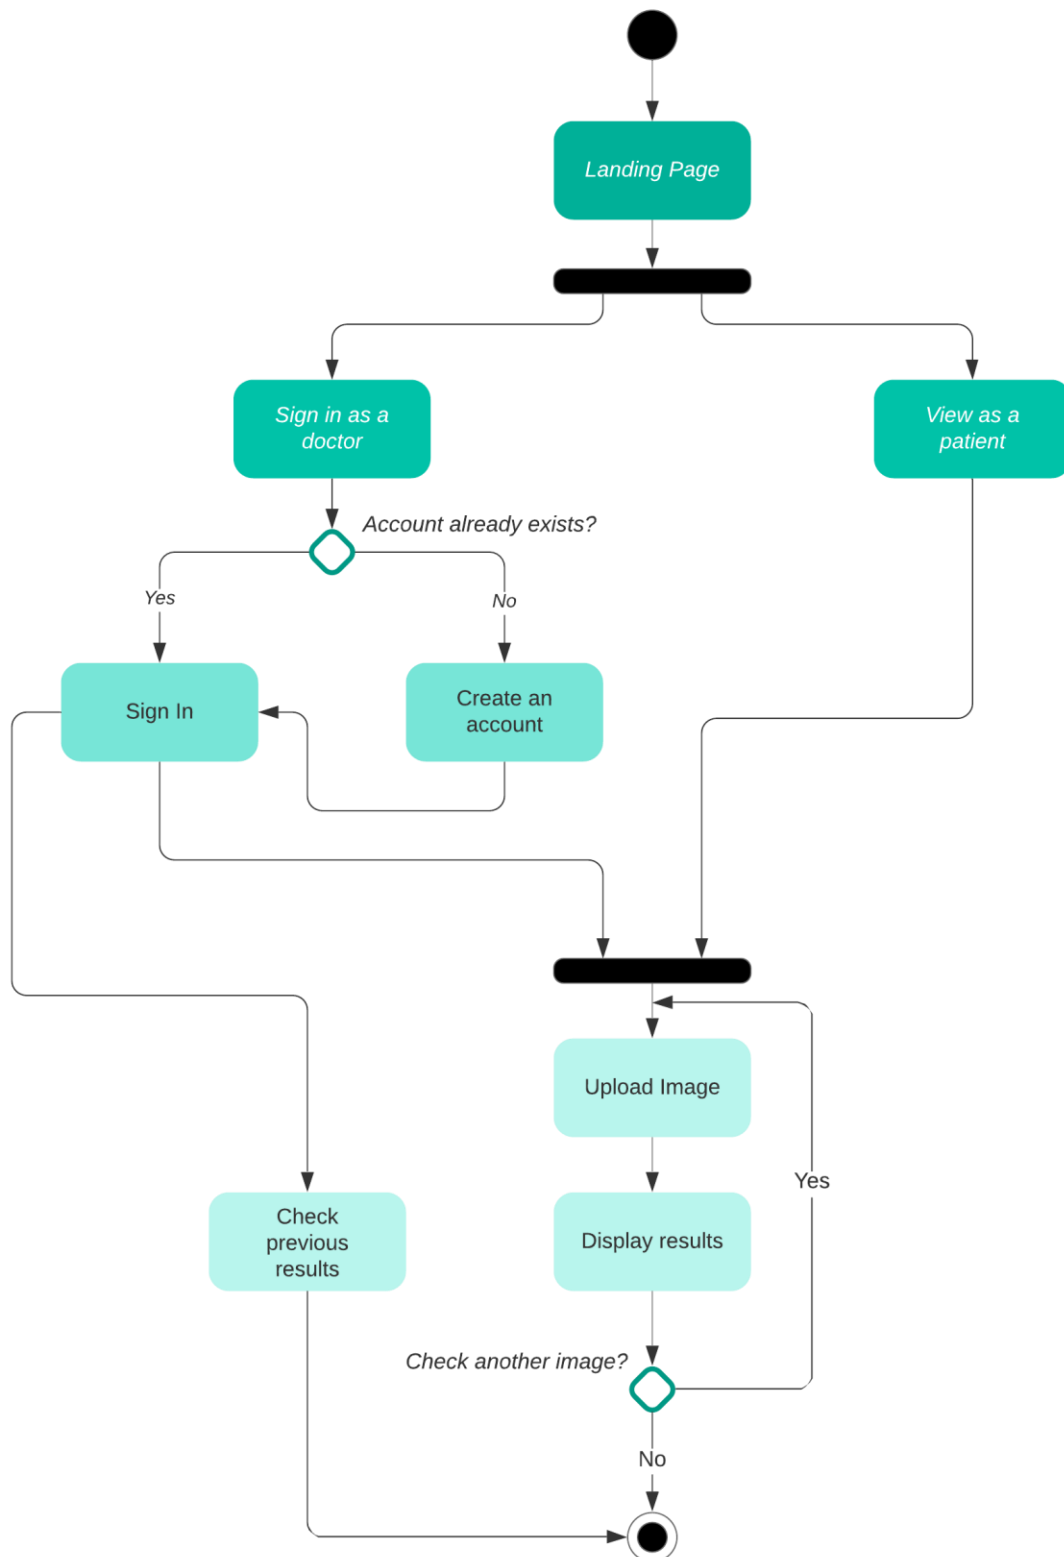 Landing Page
Sign in as a
doctor
View as a
patient
Account already exists?
Yes
No
Sign In
Create an
account
Upload Image
Yes
Check
previous
results
Display results
Check another image?
No